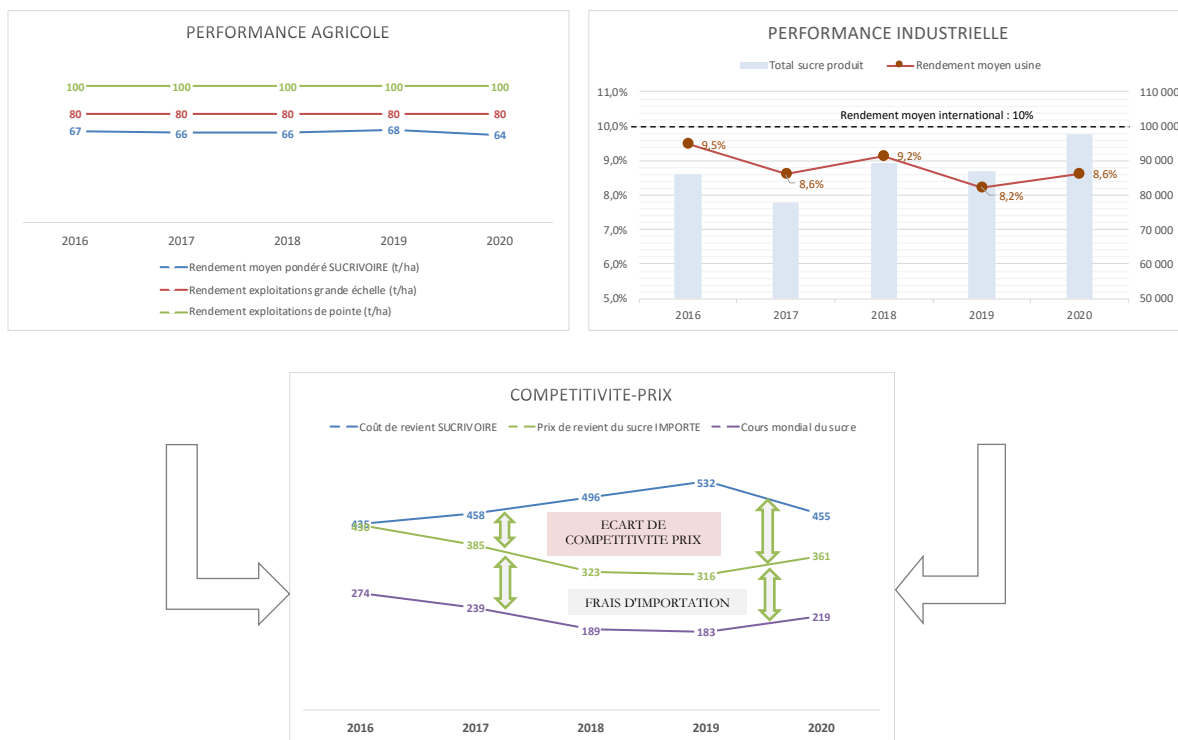 PERFORMANCE AGRICOLE
100 100 100 100 100
80 80 80 80 80
67 66 66 68 64
2016 2017 2018 2019 2020
Rendement moyen pondéré SUCRIVOIRE (t/ha)
Rendement exploitations grande échelle (t/ha)
Rendement exploitations de pointe (t/ha)
PERFORMANCE INDUSTRIELLE
Total sucre produit Rendement moyen usine
11,0% 110 000
Rendement moyen international : 10%
10,0% 100 000
9,5% 8,6% 9,2% 8,2% 8,6%
9,0% 90 000
8,0% 80 000
7,0% 70 000
6,0% 60 000
5,0% 50 000
2016 2017 2018 2019 2020
COMPETITIVITE-PRIX
Coût de revient SUCRIVOIRE Prix de revient du sucre IMPORTE Cours mondial du sucre
435 458 496 532 455
ECART DE
COMPETITIVITE PRIX
430 385 323 316 361
FRAIS D'IMPORTATION
274 239 189 183 219
2016 2017 2018 2019 2020